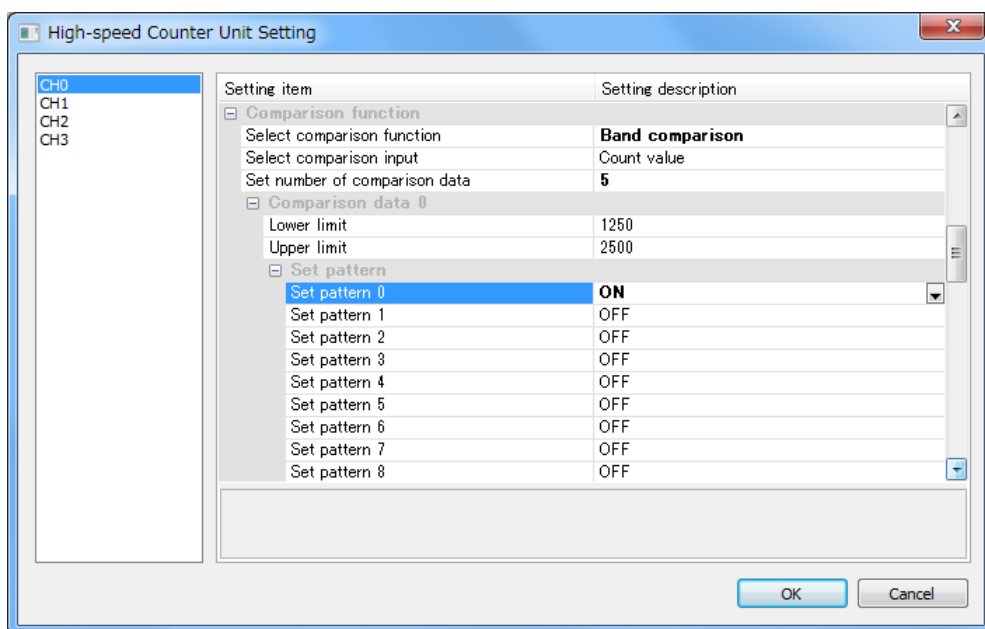 High-speed Counter Unit Setting
CH0
CH1
CH2
CH3
Setting item Setting description
Comparison function
Select comparison function Band comparison
Select comparison input Count value
Set number of comparison data 5
Comparison data 0
Lower limit 1250
Upper limit 2500
Set pattern
Set pattern 0 ON
Set pattern 1 OFF
Set pattern 2 OFF
Set pattern 3 OFF
Set pattern 4 OFF
Set pattern 5 OFF
Set pattern 6 OFF
Set pattern 7 OFF
Set pattern 8 OFF
OK Cancel